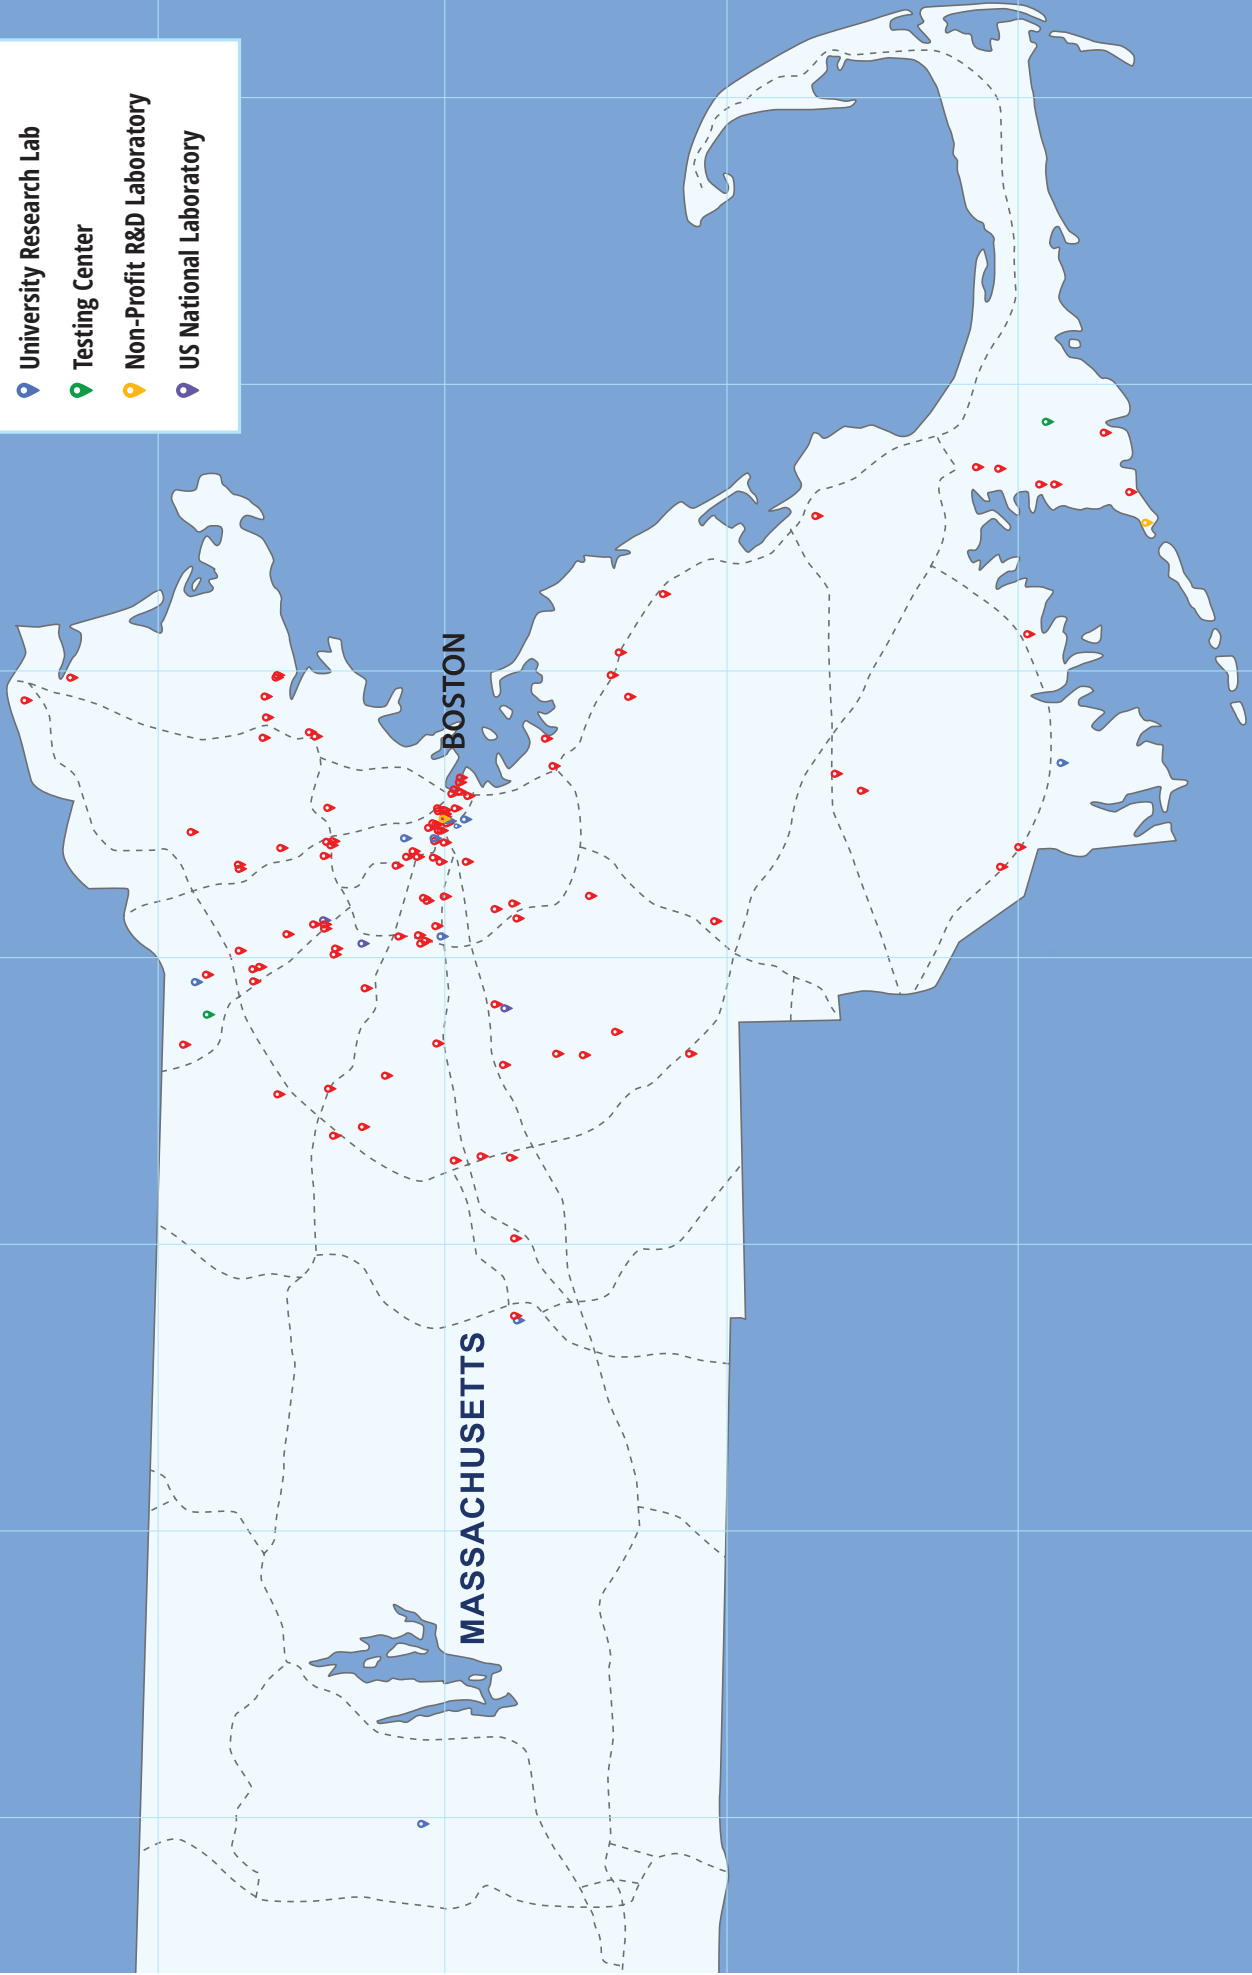 University Research Lab
Testing Center
Non-Profit R&D Laboratory
US National Laboratory
BOSTON
MASSACHUSETTS